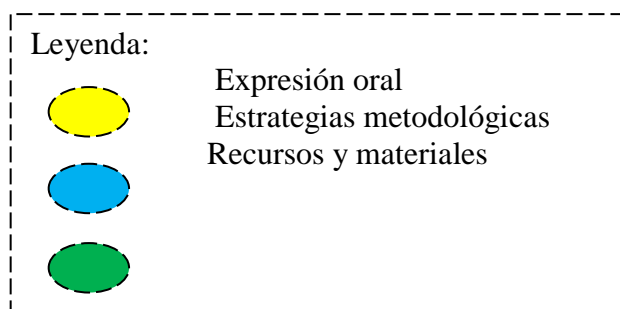 Leyenda:
Expresión oral
Estrategias metodológicas
Recursos y materiales